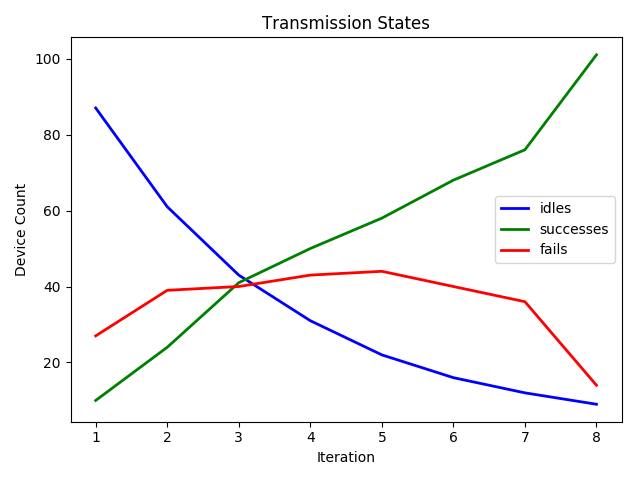 Transmission States
Device Count
100
80
60
40
20
idles
successes
fails
1 2 3 4 5 6 7 8
Iteration